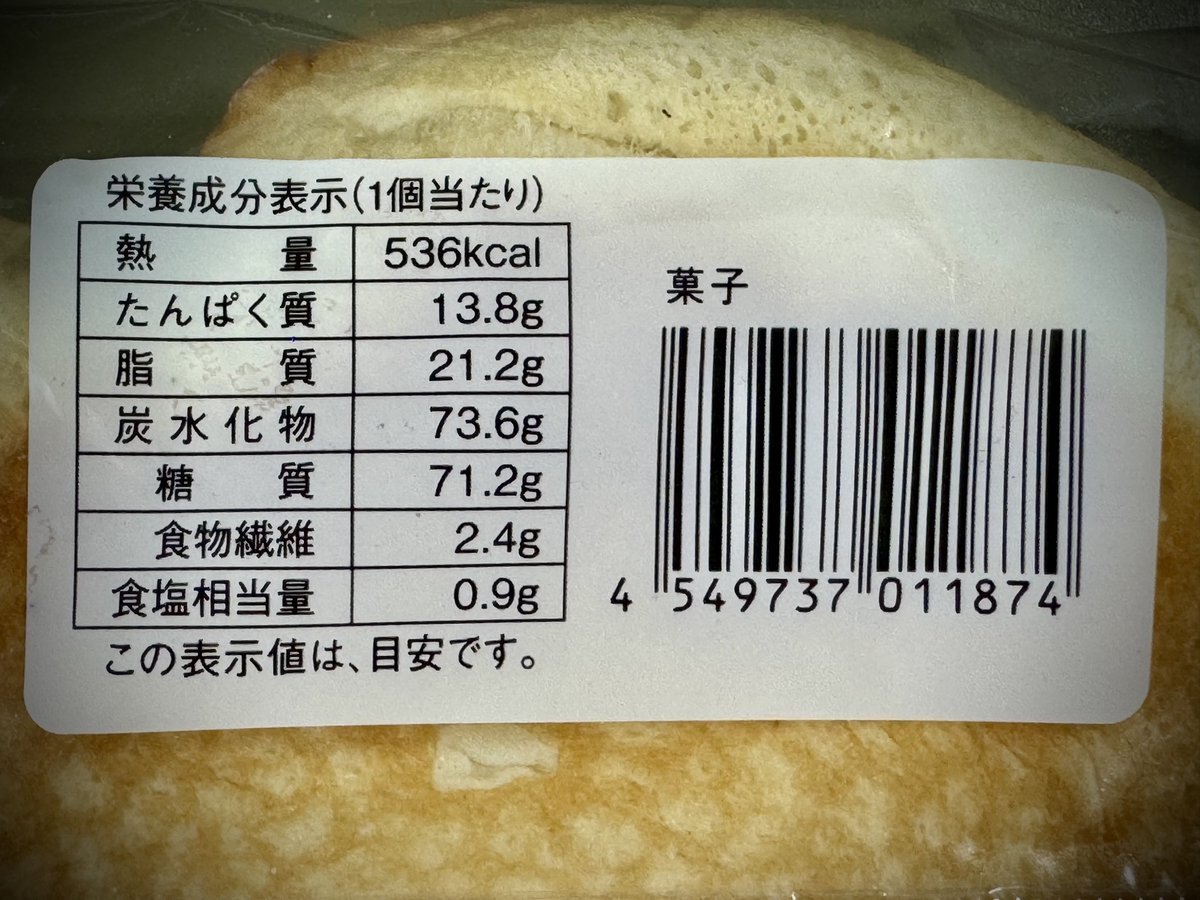 栄養成分表示(1個当たり)
熱量 536kcal
たんぱく質 13.8g
脂質 21.2g
炭水化物 73.6g
糖質 71.2g
食物繊維 2.4g
食塩相当量 0.9g
この表示値は、目安です。
菓子
4 549737 011874